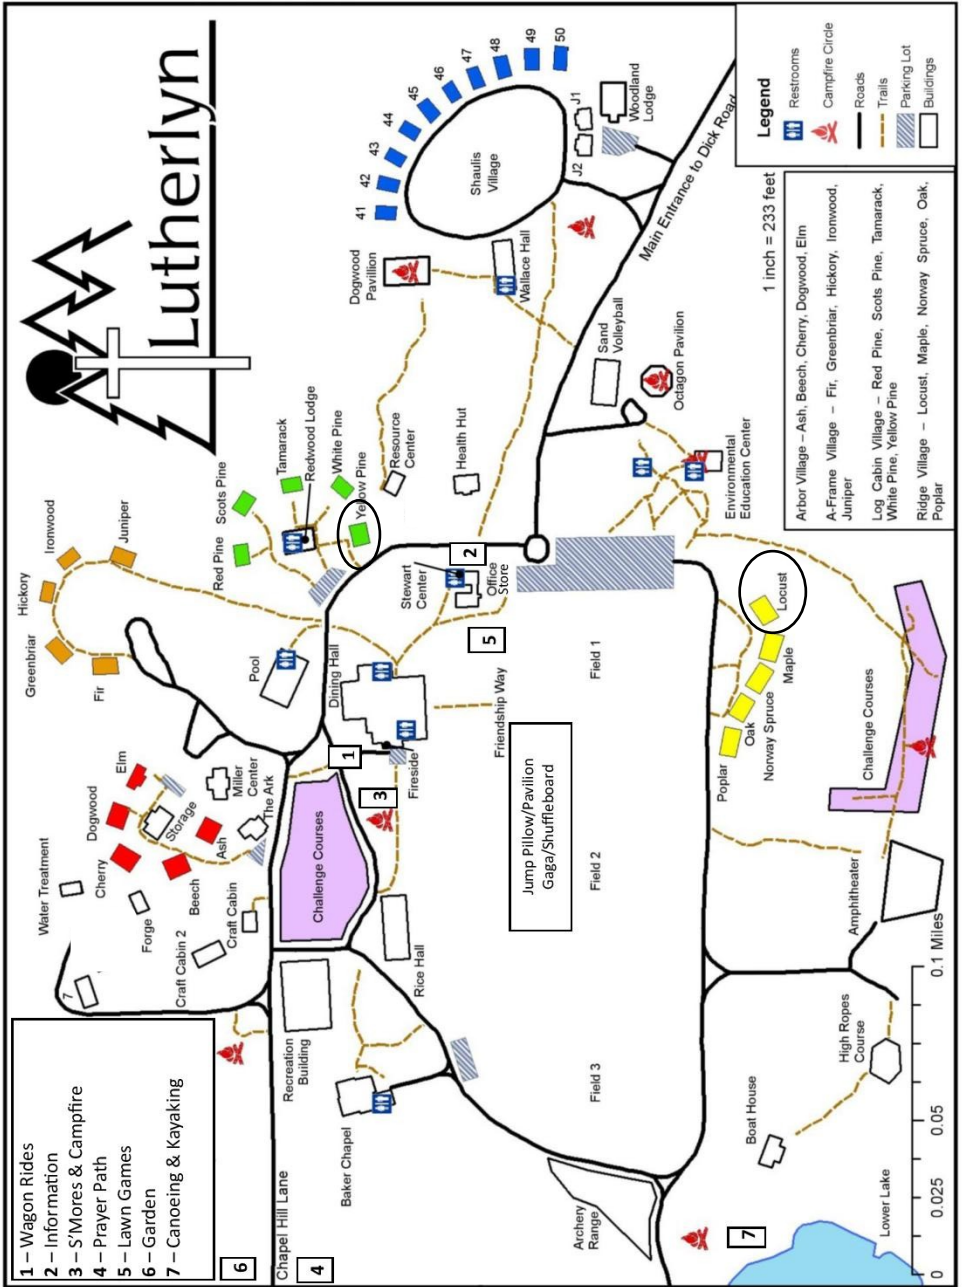 Lutherlyn
1 – Wagon Rides
2 – Information
3 – S'Mores & Campfire
4 – Prayer Path
5 – Lawn Games
6 – Garden
7 – Canoeing & Kayaking
6
Chapel Hill Lane
4
7
Water Treatment
Forge
Craft Cabin 2
Craft Cabin
Cherry
Dogwood
Elm
Beech
Ash
Storage
Miller
Center
The Ark
Greenbriar
Hickory
Ironwood
Juniper
Fir
Scots Pine
Red Pine
Tamarack
Redwood Lodge
White Pine
Yellow Pine
Resource
Center
Health Hut
Dogwood
Pavillion
41
42
43
44
45
46
47
48
49
50
Shaulis
Village
J1
J2
Woodland
Lodge
Wallace Hall
Main Entrance to Dick Road
Sand
Volleyball
Octagon Pavilion
Environmental
Education Center
Pool
Dining Hall
Stewart
Center
2
Office
Store
5
Friendship Way
1
3
Fireside
Challenge Courses
Rice Hall
Recreation
Building
Baker Chapel
Field 1
Jump Pillow/Pavilion
Gaga/Shuffleboard
Field 2
Field 3
Archery
Range
Locust
Maple
Norway Spruce
Oak
Poplar
Challenge Courses
Amphitheater
High Ropes
Course
Boat House
7
Lower Lake
0
0.025
0.05
0.1 Miles
Legend
Restrooms
Campfire Circle
Roads
Trails
Parking Lot
Buildings
1 inch = 233 feet
Arbor Village – Ash, Beech, Cherry, Dogwood, Elm
A-Frame Village – Fir, Greenbriar, Hickory, Ironwood,
Juniper
Log Cabin Village – Red Pine, Scots Pine, Tamarack,
White Pine, Yellow Pine
Ridge Village – Locust, Maple, Norway Spruce, Oak,
Poplar